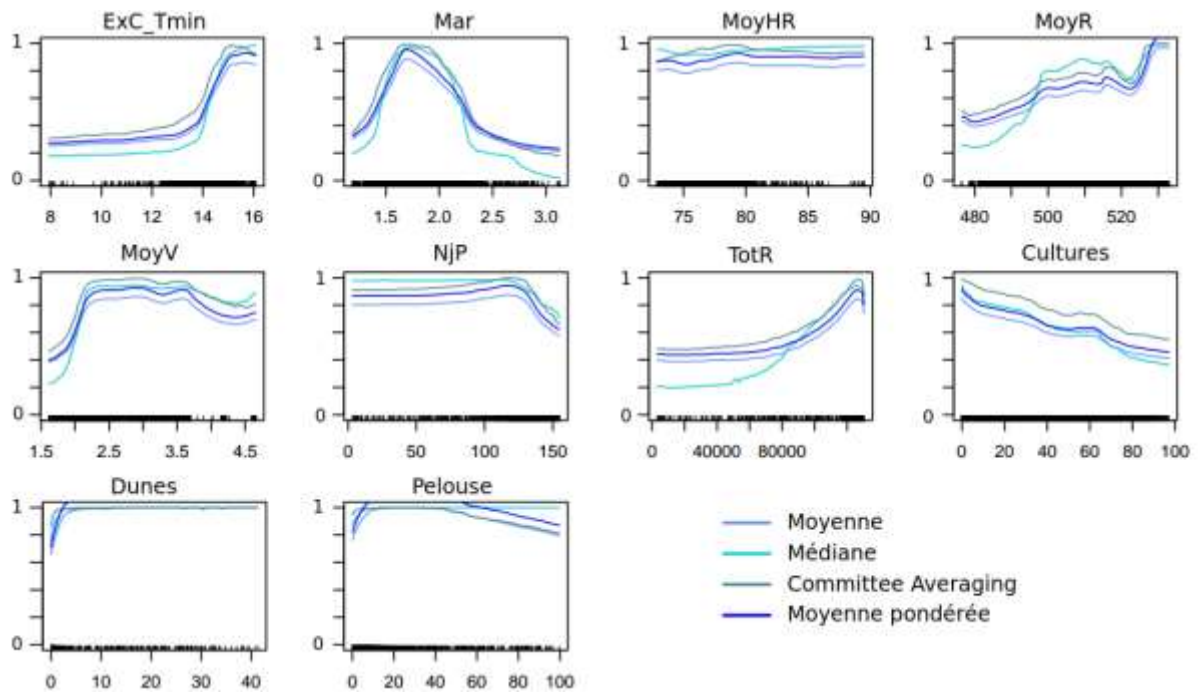 ExC_Tmin Mar MoyHR MoyR
1 1 1 1
0 0 0 0
8 10 12 14 16 1.5 2.0 2.5 3.0 75 80 85 90 480 500 520
MoyV NjP TotR Cultures
1 1 1 1
0 0 0 0
1.5 2.5 3.5 4.5 0 50 100 150 0 40000 80000 0 20 40 60 80 100
Dunes Pelouse
1 1
Moyenne
Médiane
Committee Averaging
Moyenne pondérée
0 0
0 10 20 30 40 0 20 40 60 80 100